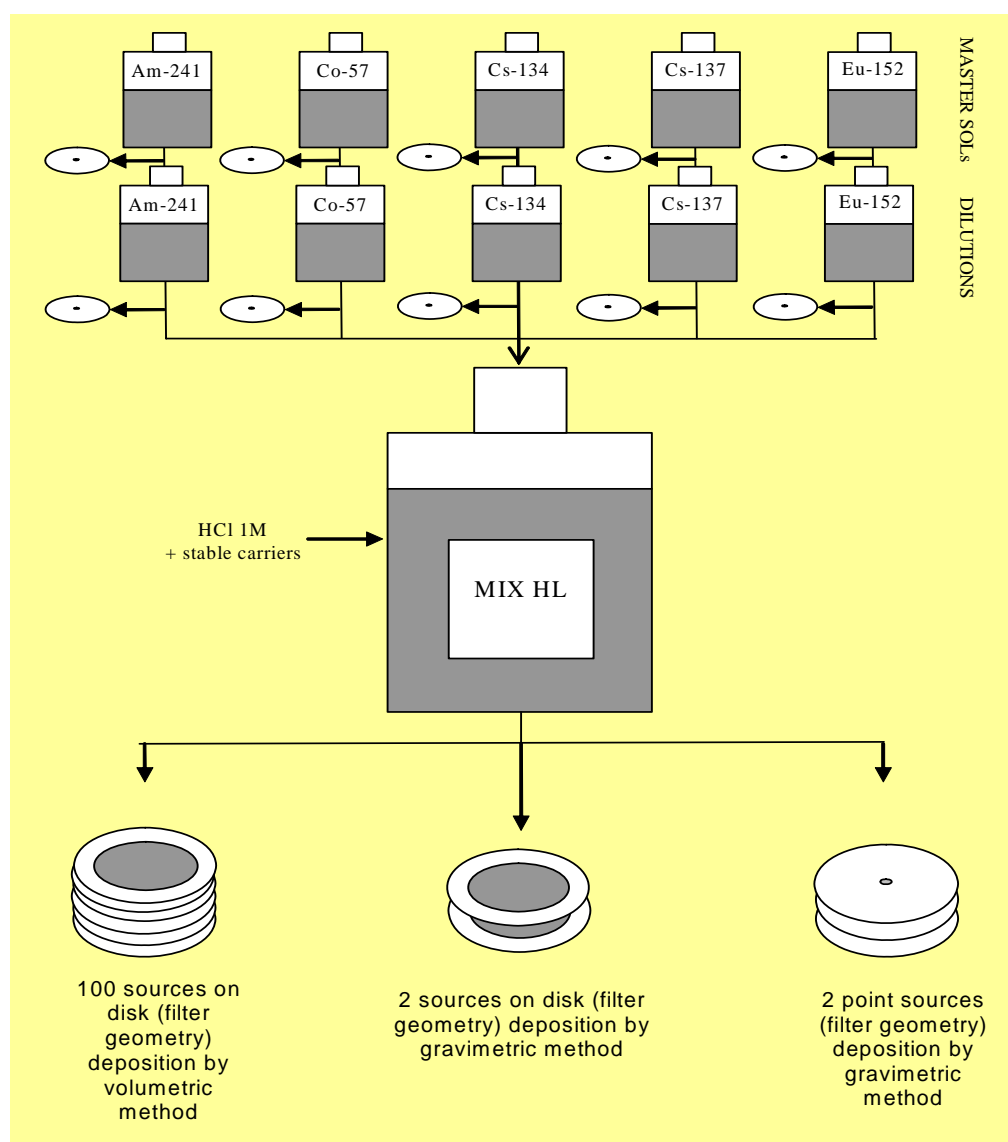 Am-241
Co-57
Cs-134
Cs-137
Eu-152
MASTER SOLs
Am-241
Co-57
Cs-134
Cs-137
Eu-152
DILUTIONS
HCl 1M
+ stable carriers
MIX HL
100 sources on
disk (filter
geometry)
deposition by
volumetric
method
2 sources on disk (filter
geometry) deposition by
gravimetric method
2 point sources
(filter geometry)
deposition by
gravimetric
method